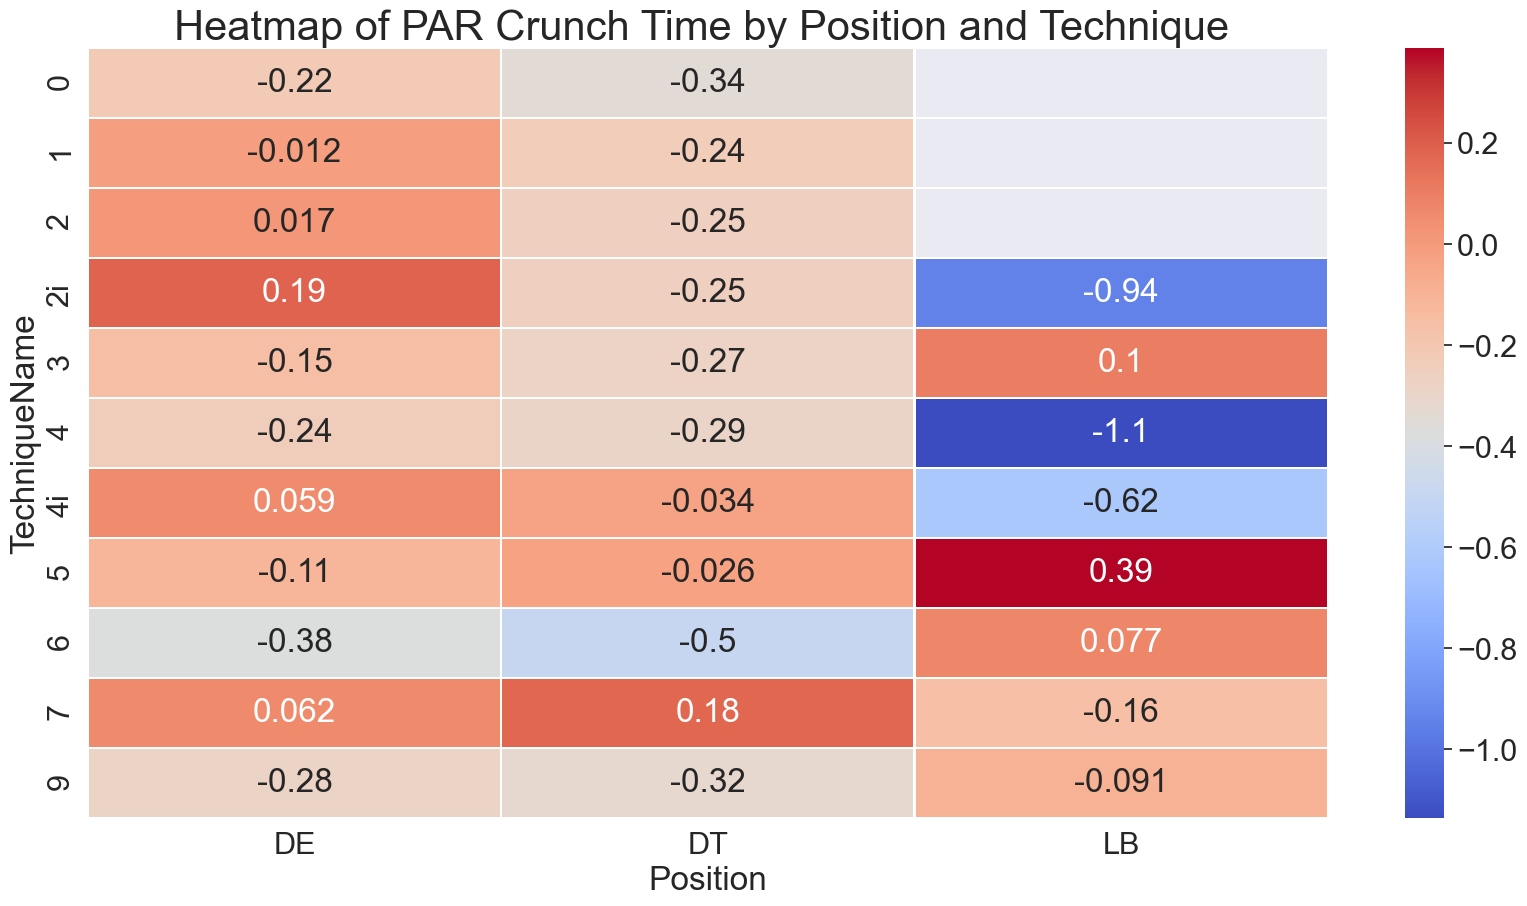 Heatmap of PAR Crunch Time by Position and Technique
TechniqueName
0 -0.22 -0.34
1 -0.012 -0.24
2 0.017 -0.25
2i 0.19 -0.25 -0.94
3 -0.15 -0.27 0.1
4 -0.24 -0.29 -1.1
4i 0.059 -0.034 -0.62
5 -0.11 -0.026 0.39
6 -0.38 -0.5 0.077
7 0.062 0.18 -0.16
9 -0.28 -0.32 -0.091
DE DT LB
Position
0.2
0.0
−0.2
−0.4
−0.6
−0.8
−1.0